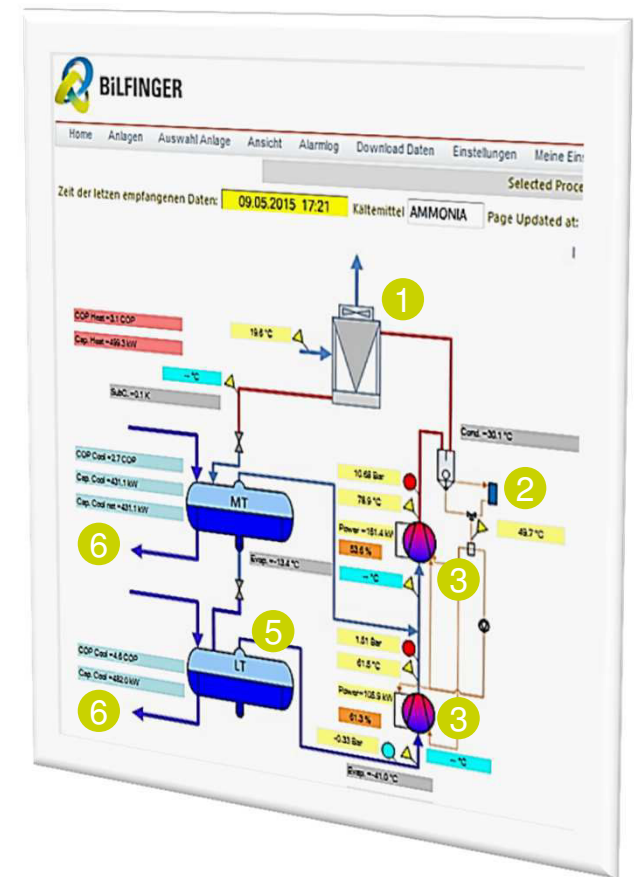 BiLFINGER
Home Anlagen Auswahl Anlage Ansicht Alarmlog Download Daten Einstellungen Meine Ein
Selected Proce
Zeit der letzen empfangenen Daten: 09.05.2015 17:21 Kältemittel AMMONIA Page Updated at:
1
COP Heat =3.1 COP
19.6 °C
Cap. Heat =499.3 kW
-- °C
SubC. =0.1 K
Cond. =30.1 °C
COP Cool =2.7 COP
10.68 Bar
2
Cap. Cool =431.1 kW
MT
78.9 °C
Cap. Cool net =431.1 kW
Power =161.4 kW
49.7 °C
53.6 %
6
Evap. =-13.4 °C
-- °C
3
5
1.51 Bar
COP Cool =4.6 COP
LT
61.5 °C
Cap. Cool =482.0 kW
Power =105.9 kW
6
61.3 %
3
-0.33 Bar
-- °C
Evap. =-41.0 °C